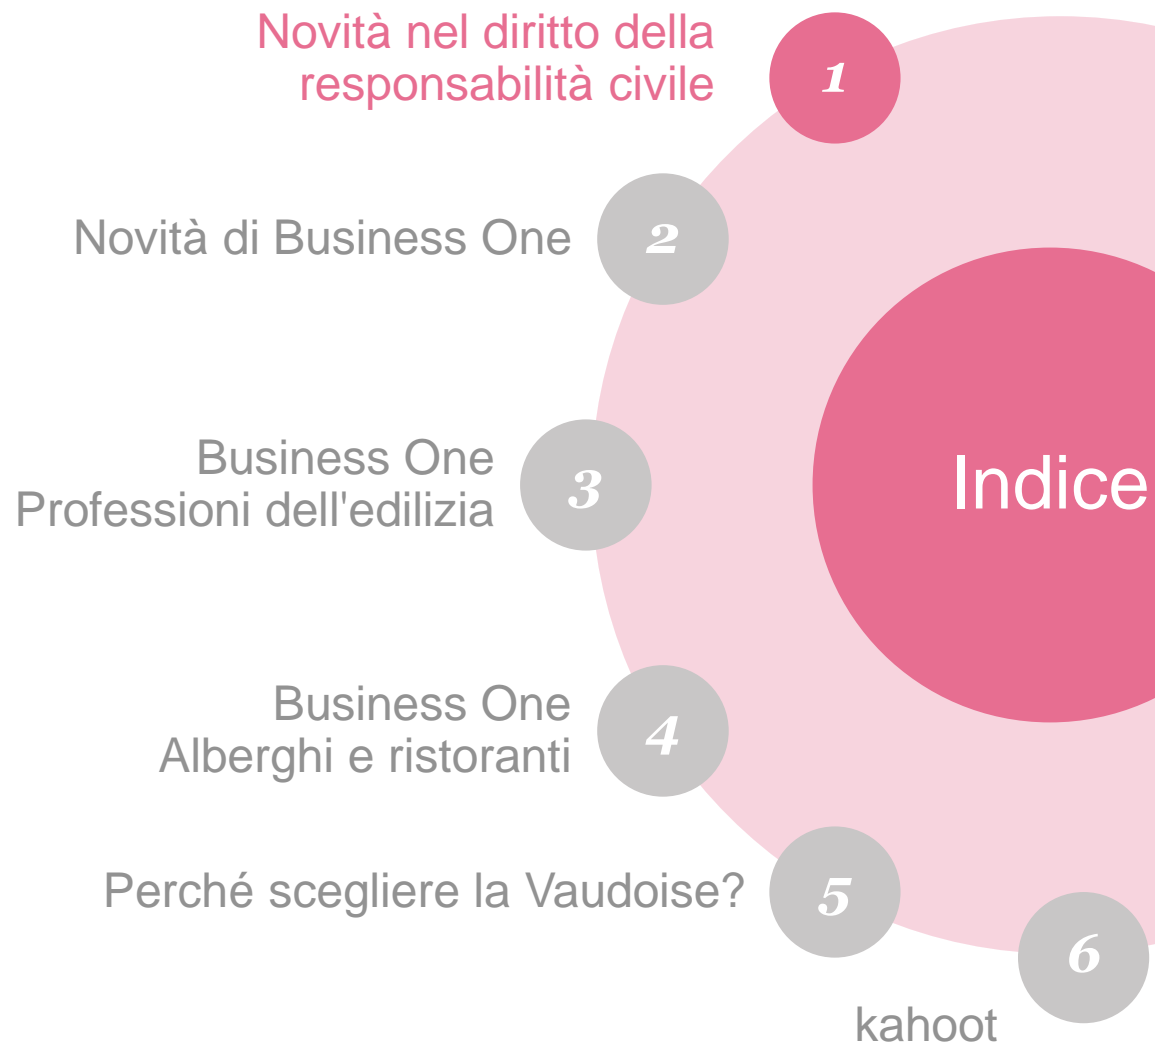 Novità nel diritto della
responsabilità civile
1
Novità di Business One
2
Business One
Professioni dell'edilizia
3
Indice
Business One
Alberghi e ristoranti
4
Perché scegliere la Vaudoise?
5
6
kahoot